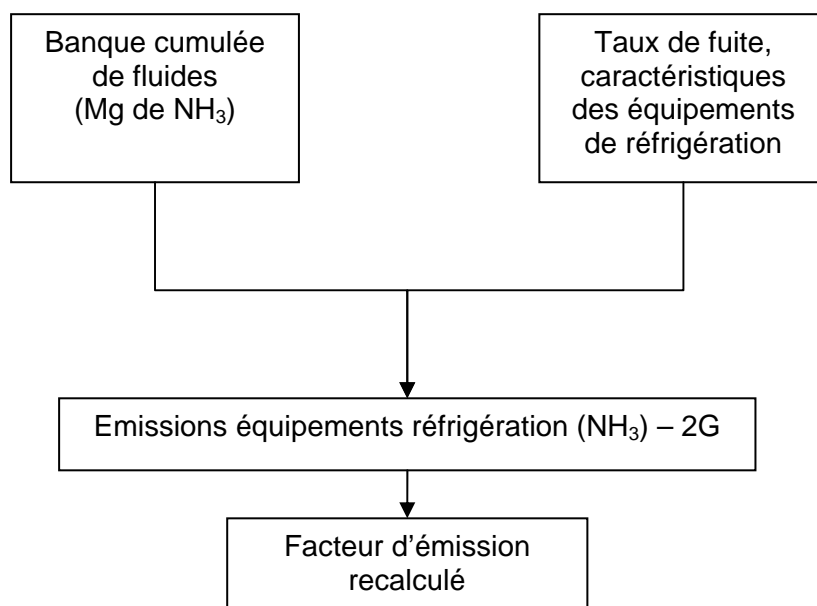 Banque cumulée
de fluides
(Mg de NH₃)
Taux de fuite,
caractéristiques
des équipements
de réfrigération
Emissions équipements réfrigération (NH₃) – 2G
Facteur d’émission
recalculé